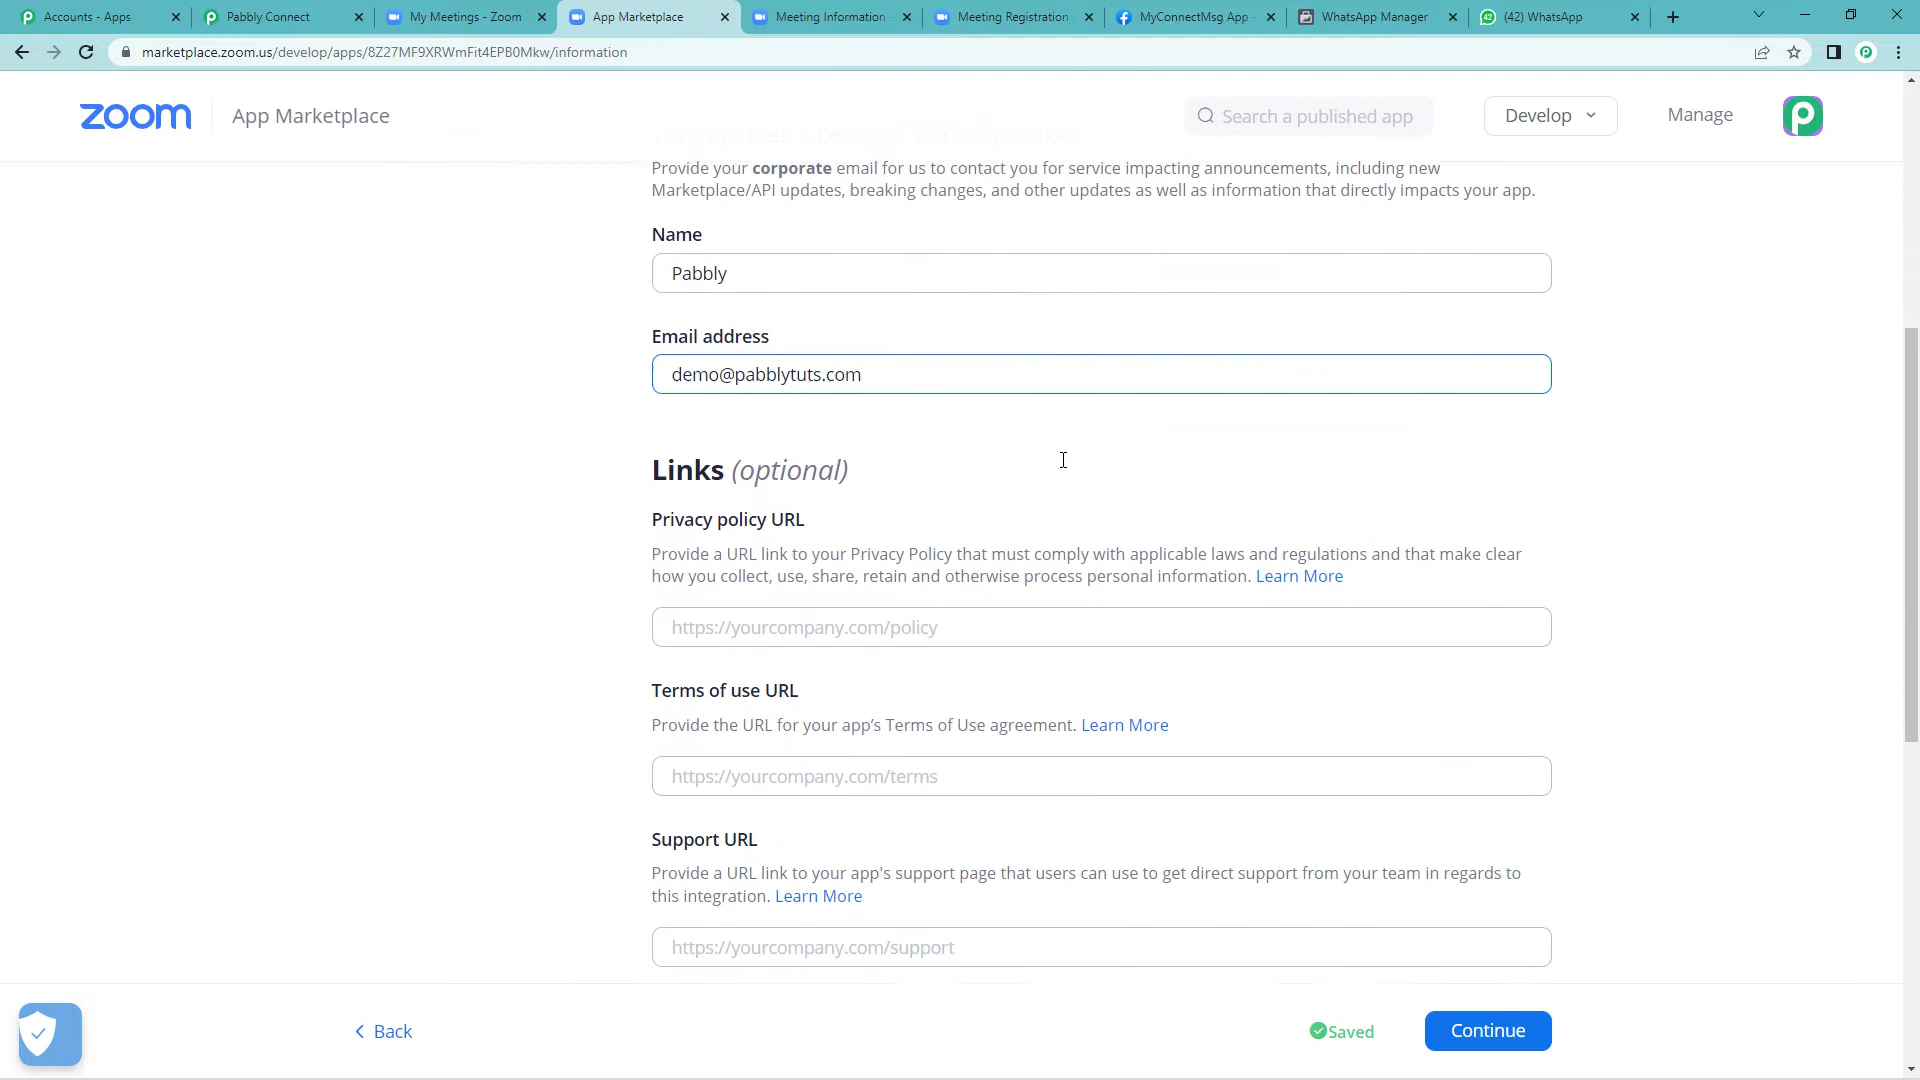 Accounts - Apps
Pabbly Connect
My Meetings - Zoom
App Marketplace
Meeting Information
Meeting Registration
MyConnectMsg App -
WhatsApp Manager
42
(42) WhatsApp
marketplace.zoom.us/develop/apps/8Z27MF9XRWmFit4EPB0Mkw/information
zoom
App Marketplace
Search a published app
Develop
Manage
Provide your corporate email for us to contact you for service impacting announcements, including new
Marketplace/API updates, breaking changes, and other updates as well as information that directly impacts your app.
Name
Pabbly
Email address
demo@pabblytuts.com
Links (optional)
Privacy policy URL
Provide a URL link to your Privacy Policy that must comply with applicable laws and regulations and that make clear
how you collect, use, share, retain and otherwise process personal information. Learn More
https://yourcompany.com/policy
Terms of use URL
Provide the URL for your app’s Terms of Use agreement. Learn More
https://yourcompany.com/terms
Support URL
Provide a URL link to your app's support page that users can use to get direct support from your team in regards to
this integration. Learn More
https://yourcompany.com/support
Back
Saved
Continue